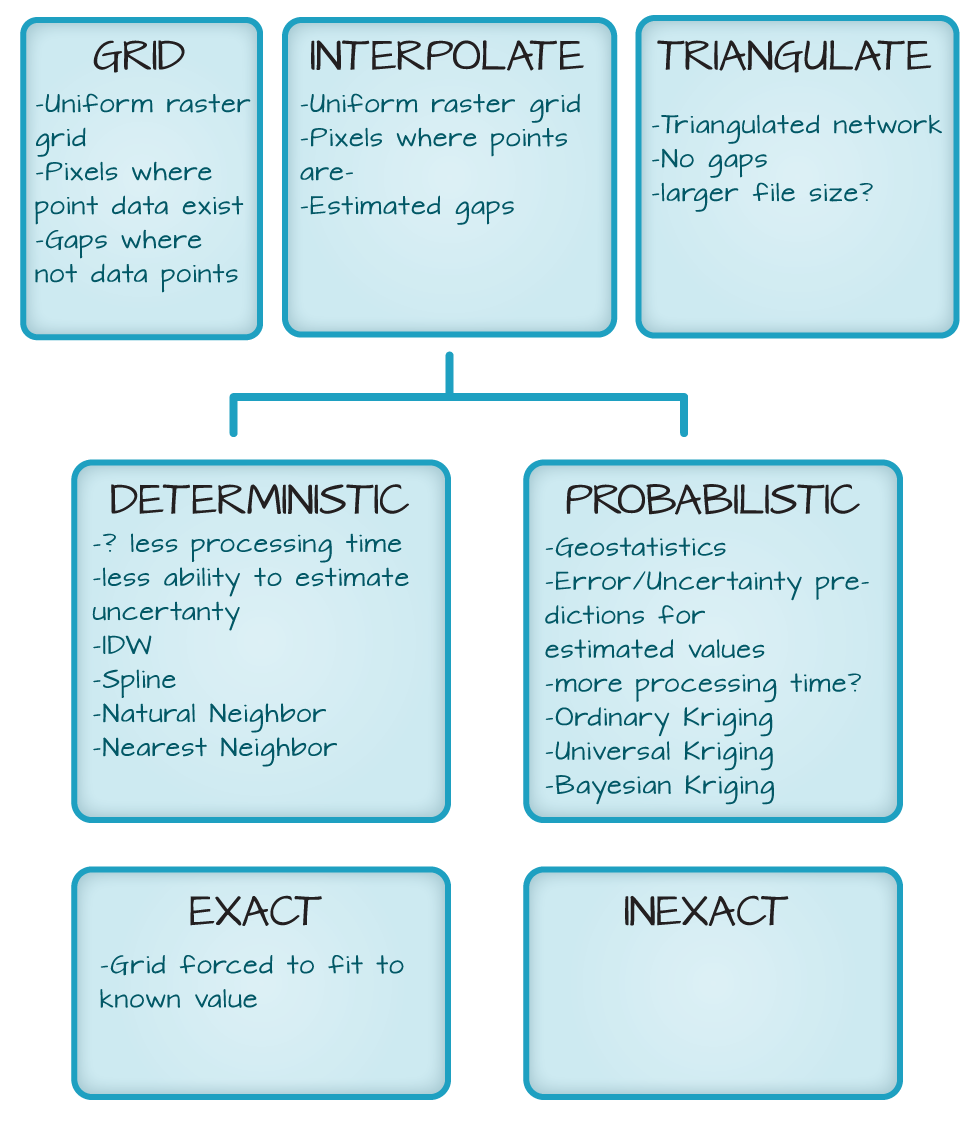 GRID
-Uniform raster
grid
-Pixels where
point data exist
-Gaps where
not data points
INTERPOLATE
-Uniform raster grid
-Pixels where points
are-
-Estimated gaps
TRIANGULATE
-Triangulated network
-No gaps
-larger file size?
DETERMINISTIC
-? less processing time
-less ability to estimate
uncertanty
-IDW
-Spline
-Natural Neighbor
-Nearest Neighbor
PROBABILISTIC
-Geostatistics
-Error/Uncertainty pre-
dictions for
estimated values
-more processing time?
-Ordinary Kriging
-Universal Kriging
-Bayesian Kriging
EXACT
-Grid forced to fit to
known value
INEXACT